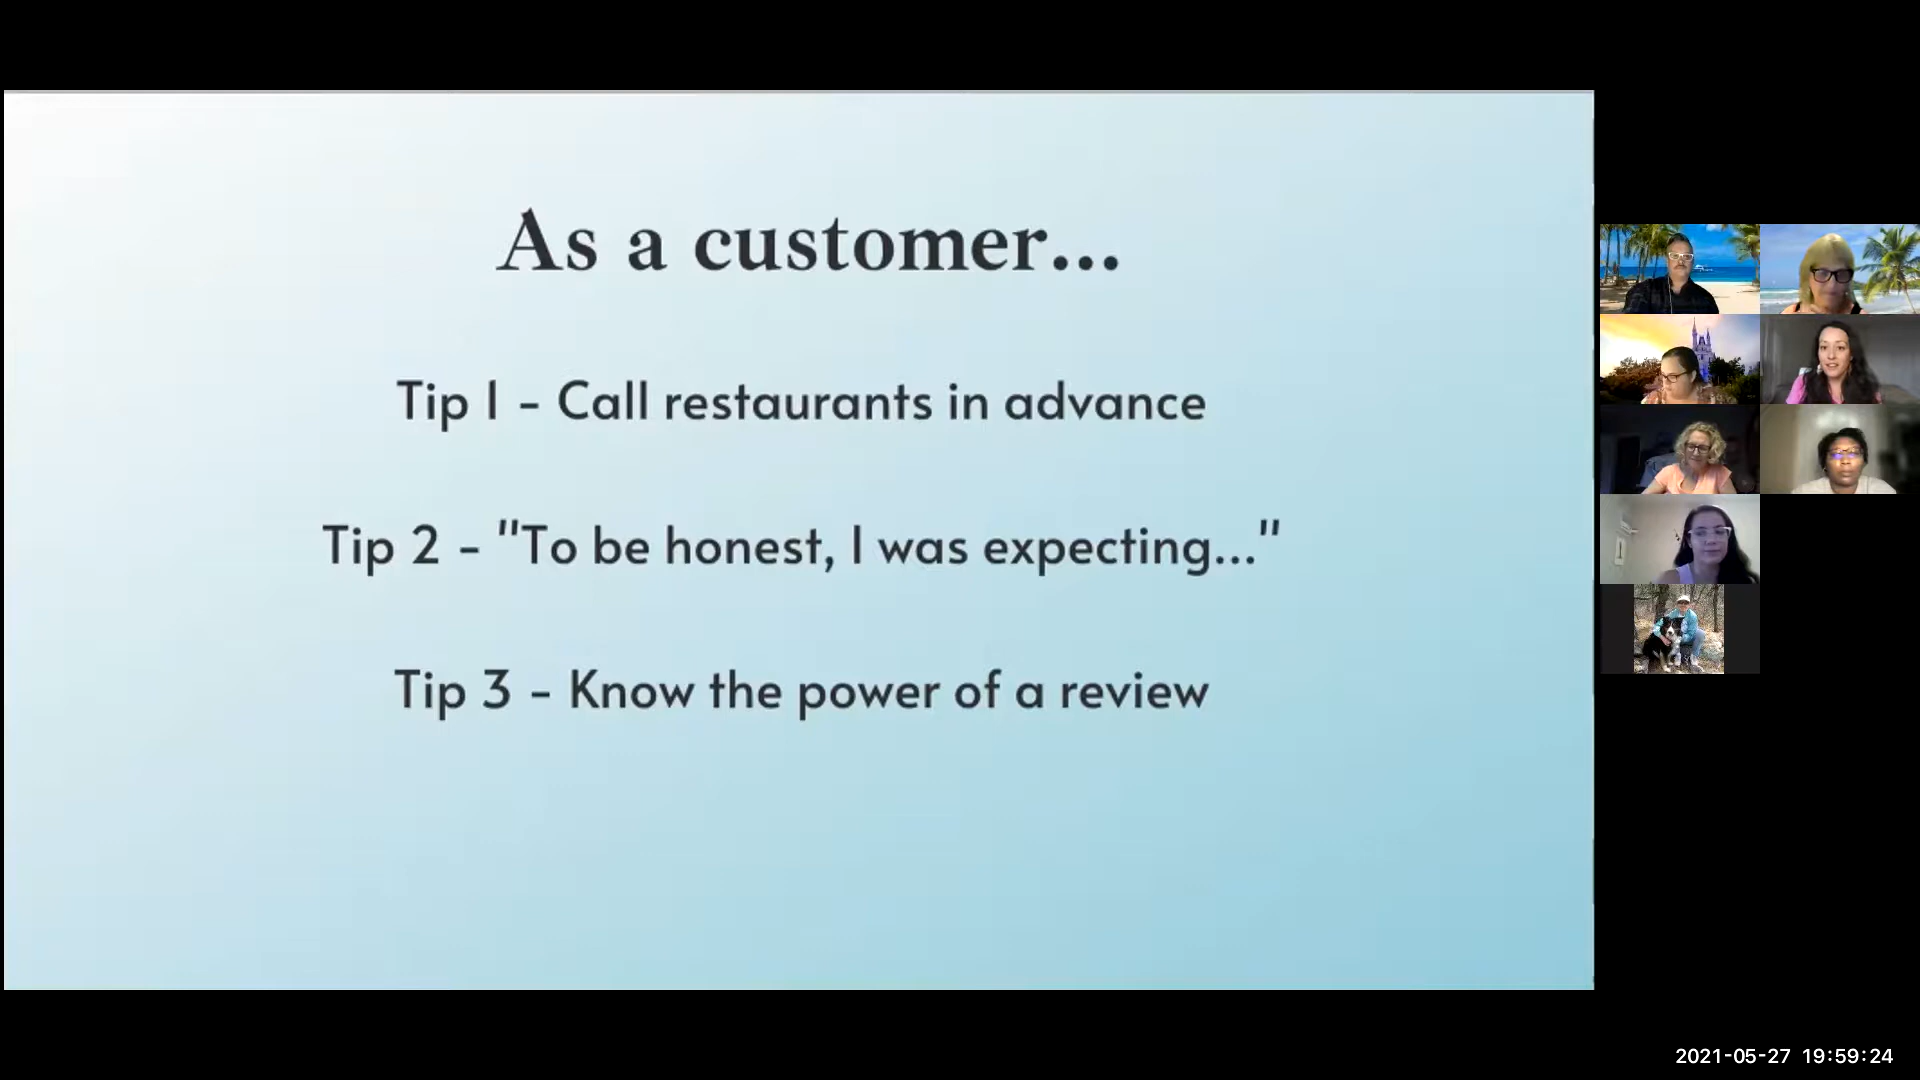 As a customer...
Tip 1 - Call restaurants in advance
Tip 2 - "To be honest, I was expecting..."
Tip 3 - Know the power of a review
2021-05-27 19:59:24